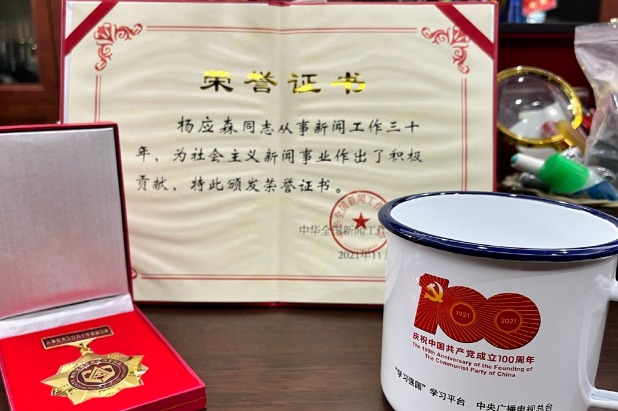 荣誉证书
杨应森同志从事新闻工作三十
年，为社会主义新闻事业作出了积极
贡献，特此颁发荣誉证书。
中华全国新闻工
2021年11月
1921
2021
100
庆祝中国共产党成立100周年
The 100th Anniversary of the Founding of
The Communist Party of China
“学习强国”学习平台 中央广播电视总台